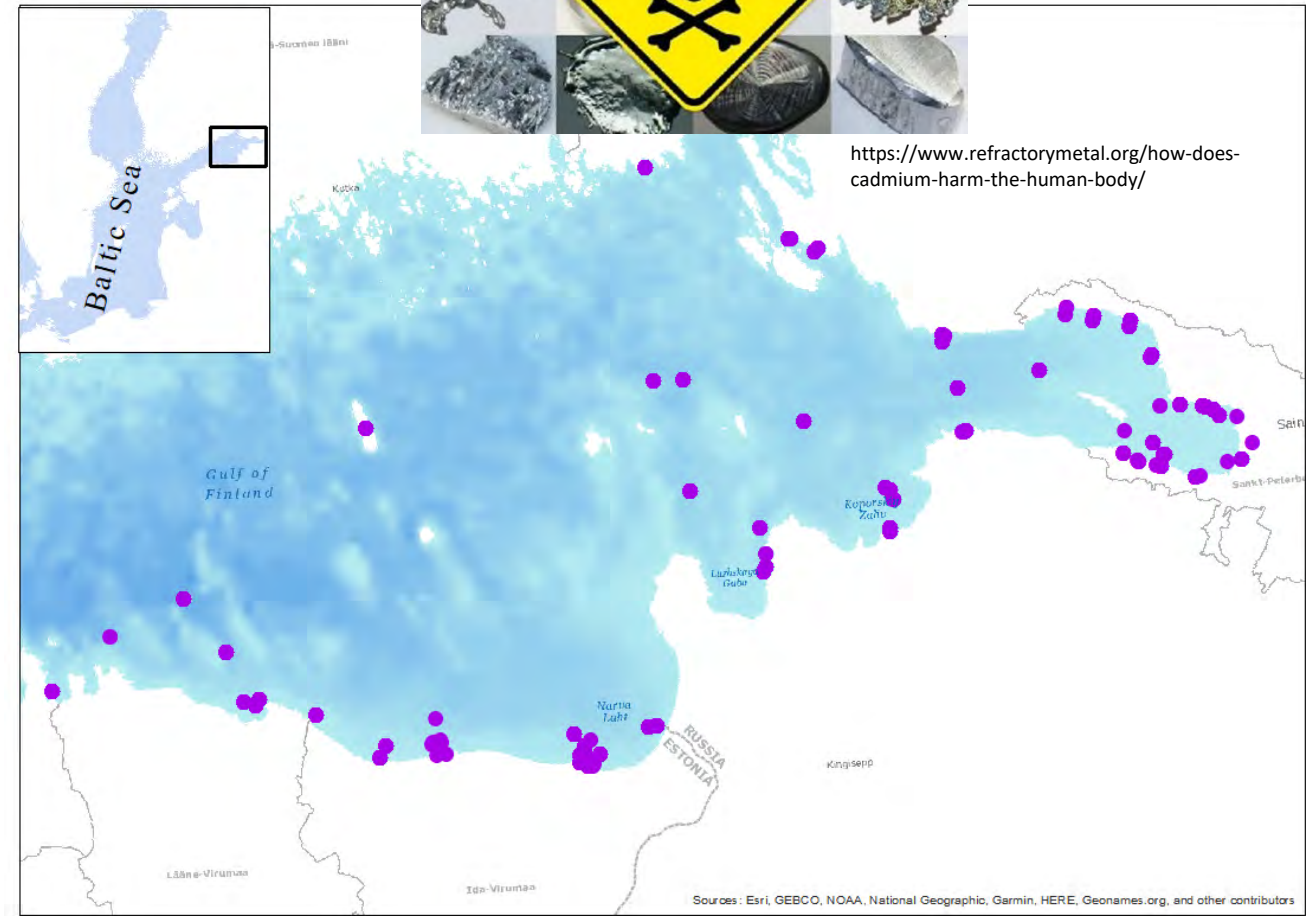 Baltic Sea
https://www.refractorymetal.org/how-does-
cadmium-harm-the-human-body/
Kotka
Gulf of
Finland
Sankt-Peterb
Narva
Laht
RUSSIA
ESTONIA
Kingisepp
Lääne-Virumaa
Ida-Virumaa
Sources: Esri, GEBCO, NOAA, National Geographic, Garmin, HERE, Geonames.org, and other contributors